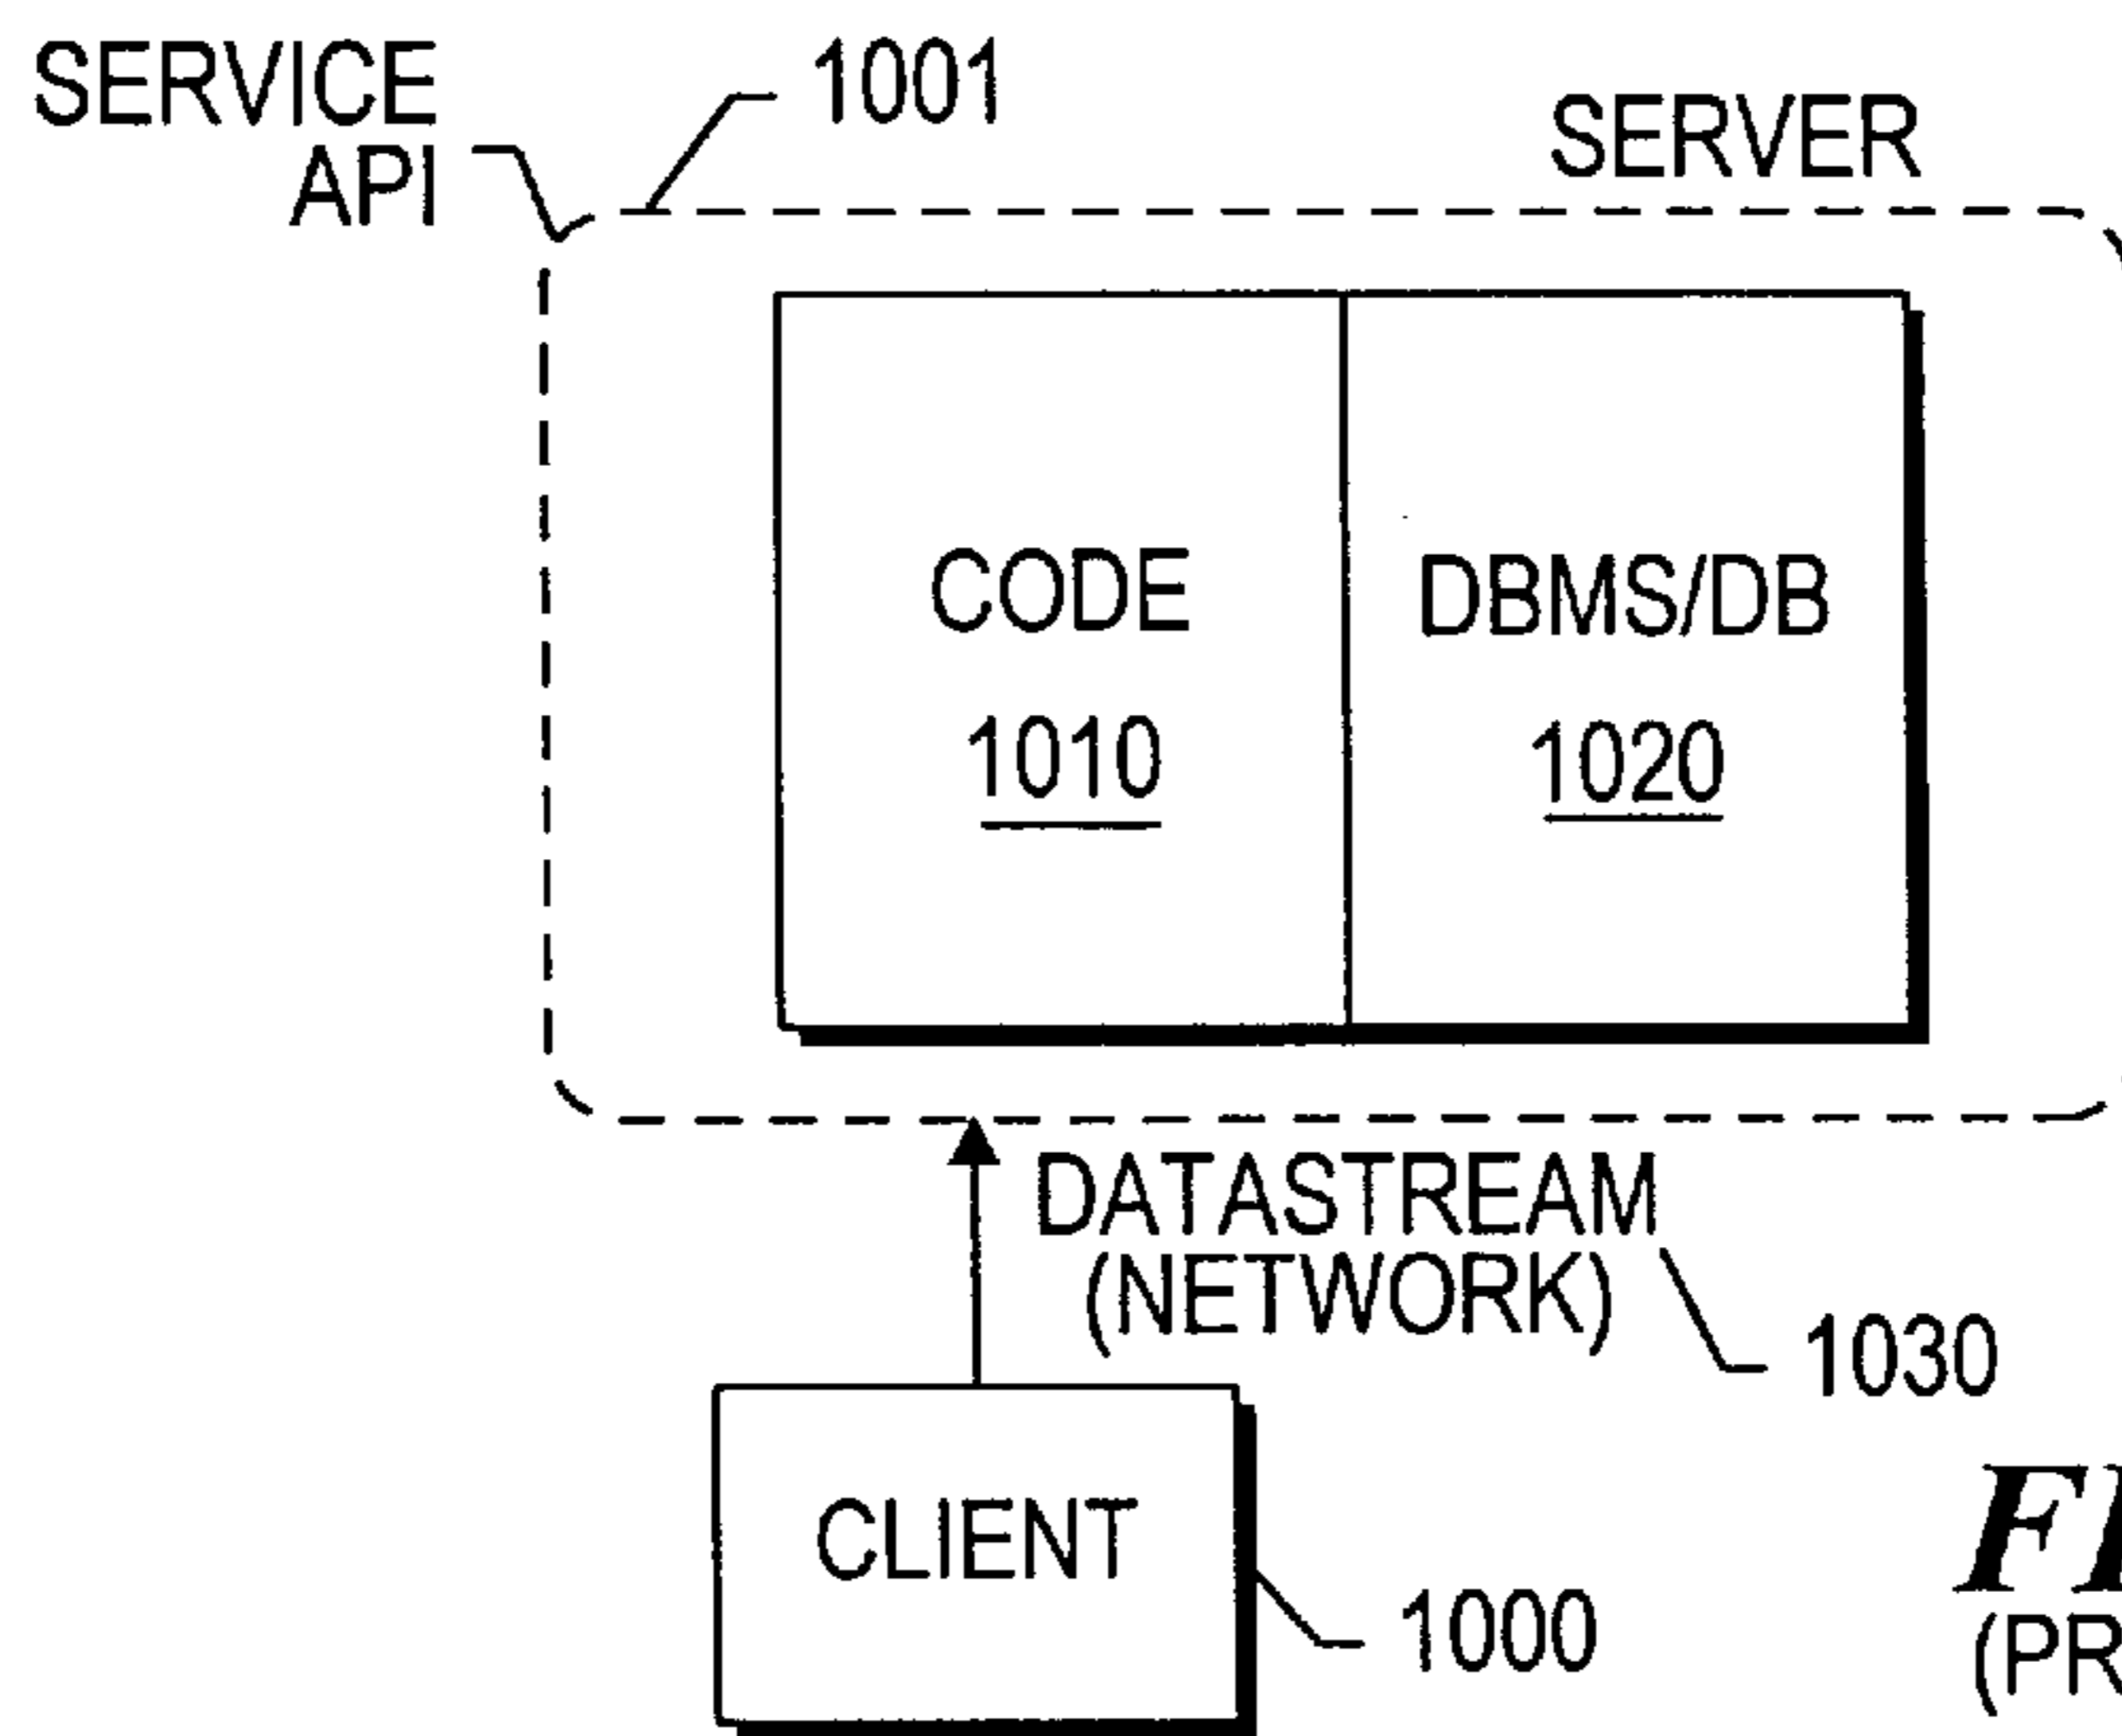 SERVICE
API
1001
SERVER
CODE
1010
DBMS/DB
1020
DATASTREAM
(NETWORK)
1030
CLIENT
1000